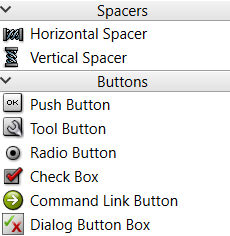 Spacers
Horizontal Spacer
Vertical Spacer
Buttons
OK Push Button
Tool Button
Radio Button
Check Box
Command Link Button
Dialog Button Box